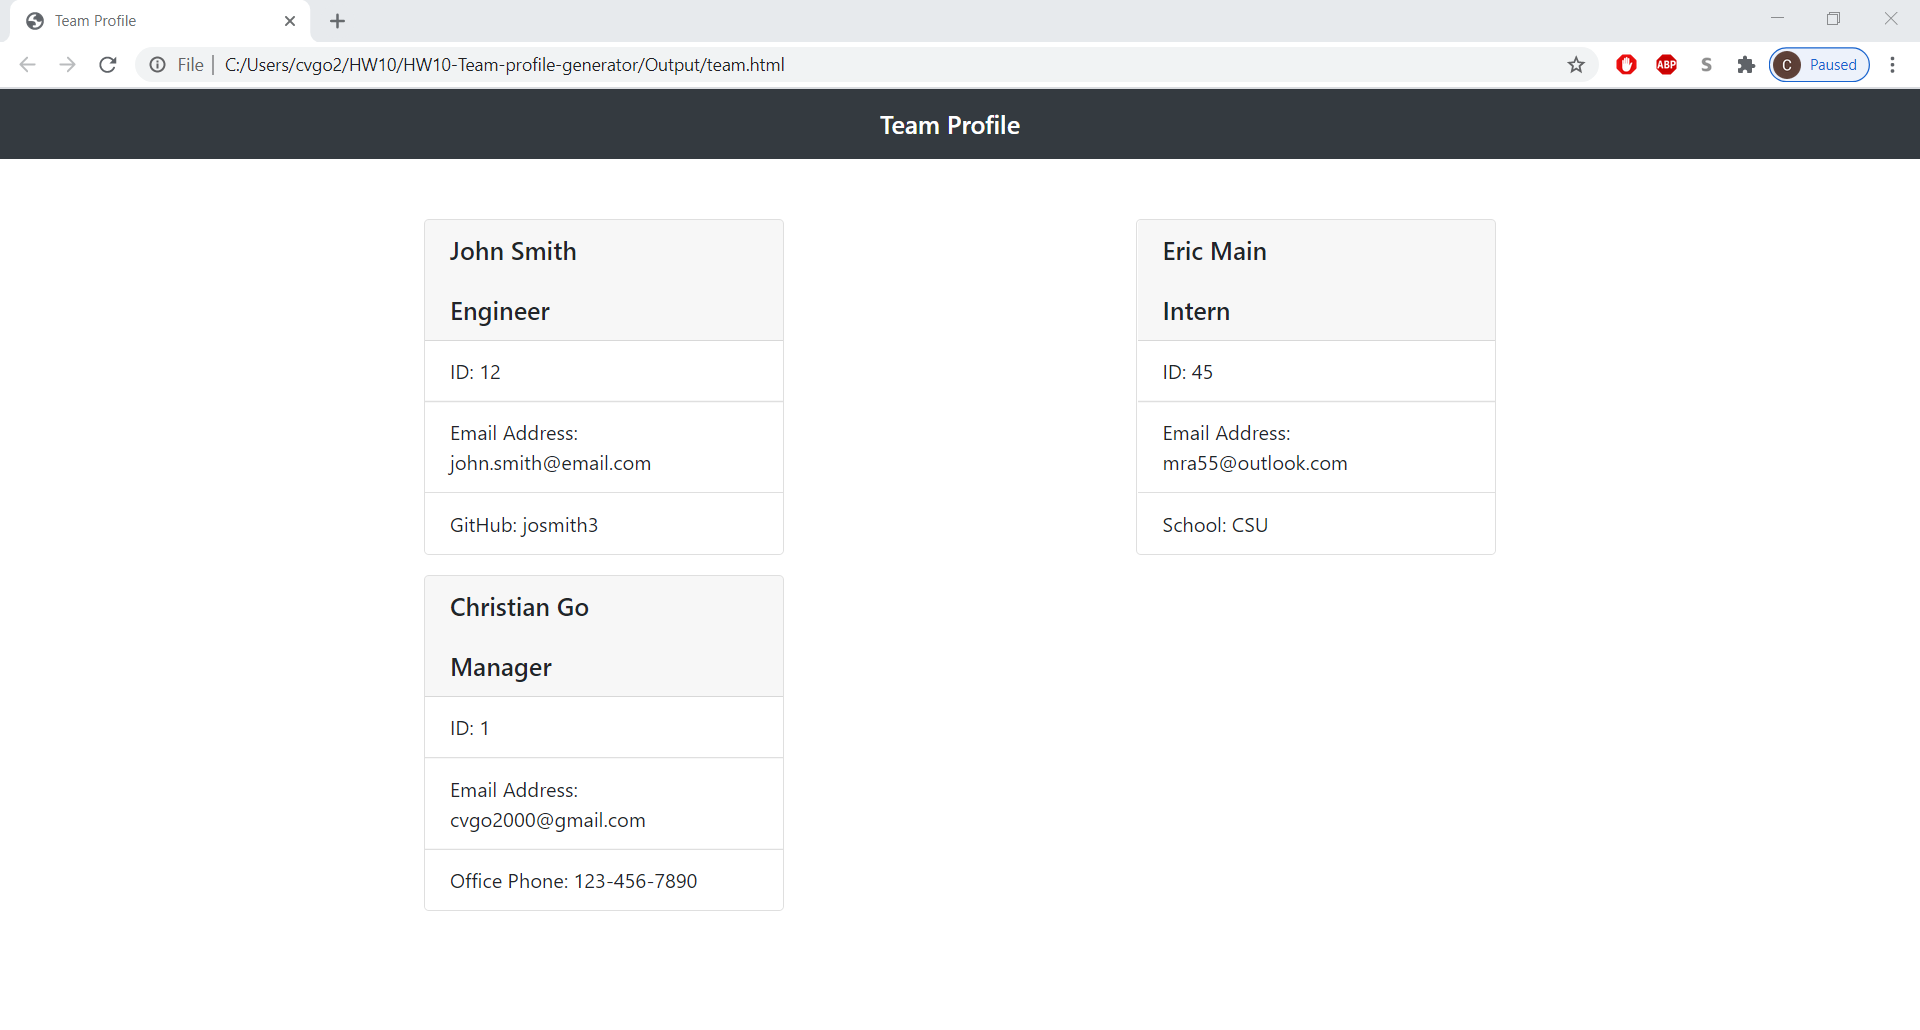 Team Profile
File | C:/Users/cvgo2/HW10/HW10-Team-profile-generator/Output/team.html
ABP
S
C
Paused
Team Profile
John Smith
Engineer
ID: 12
Email Address:
john.smith@email.com
GitHub: josmith3
Eric Main
Intern
ID: 45
Email Address:
mra55@outlook.com
School: CSU
Christian Go
Manager
ID: 1
Email Address:
cvgo2000@gmail.com
Office Phone: 123-456-7890